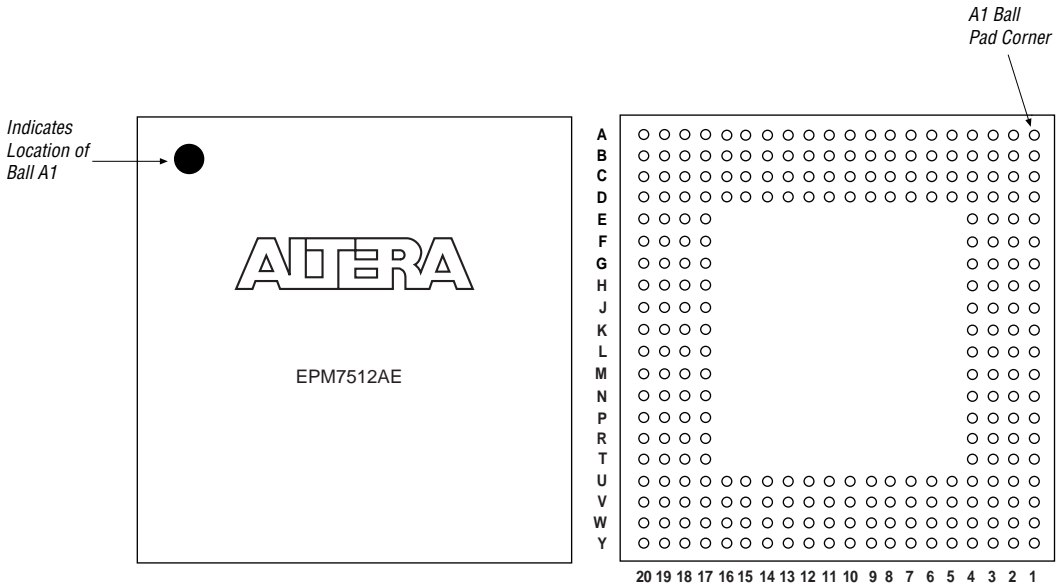 A1 Ball
Pad Corner
Indicates
Location of
Ball A1
ALTERA
EPM7512AE
A
B
C
D
E
F
G
H
J
K
L
M
N
P
R
T
U
V
W
Y
20 19 18 17 16 15 14 13 12 11 10 9 8 7 6 5 4 3 2 1